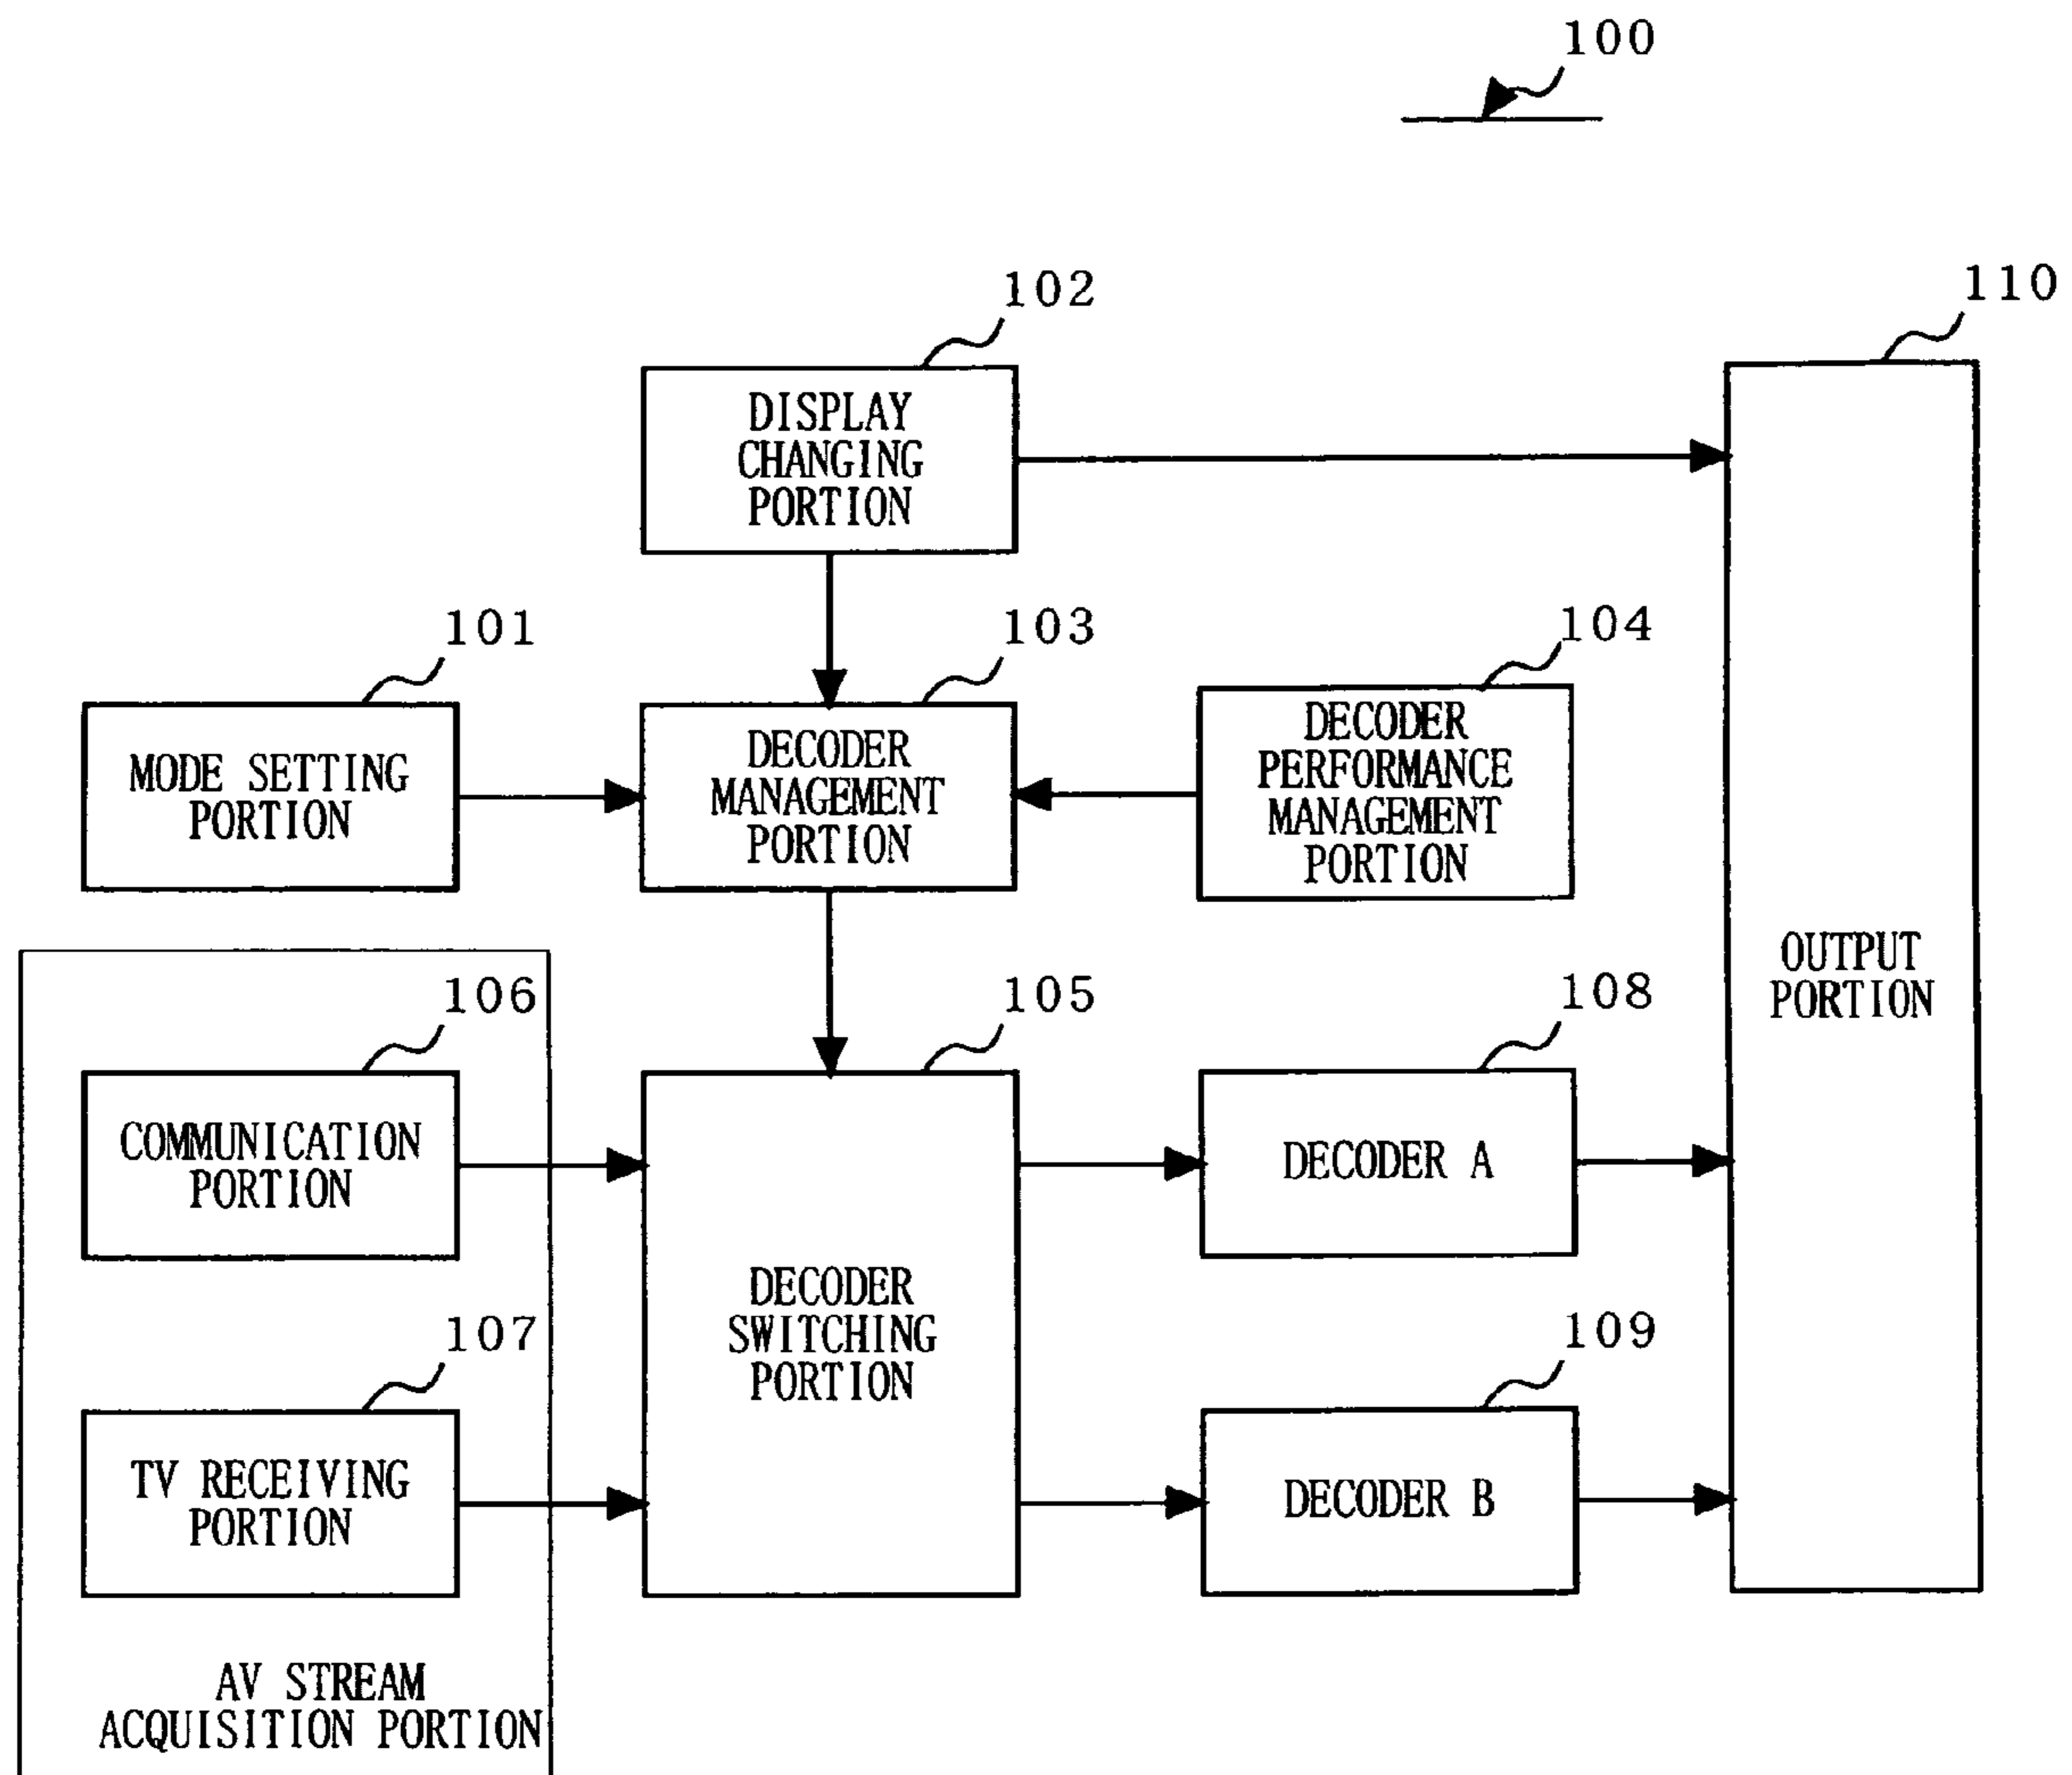 100
102
110
DISPLAY
CHANGING
PORTION
101
103
104
MODE SETTING
PORTION
DECODER
MANAGEMENT
PORTION
DECODER
PERFORMANCE
MANAGEMENT
PORTION
OUTPUT
PORTION
106
105
108
COMMUNICATION
PORTION
DECODER
SWITCHING
PORTION
DECODER A
107
109
TV RECEIVING
PORTION
DECODER B
AV STREAM
ACQUISITION PORTION